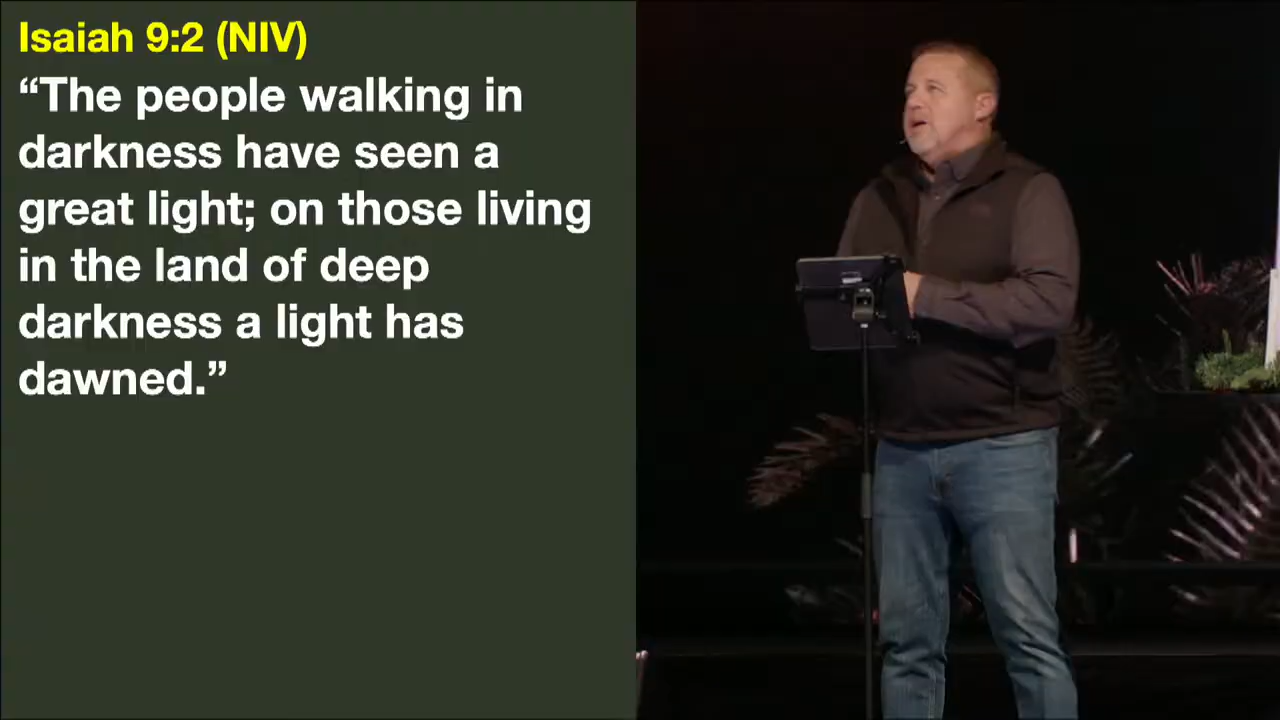 Isaiah 9:2 (NIV)
“The people walking in
darkness have seen a
great light; on those living
in the land of deep
darkness a light has
dawned.”